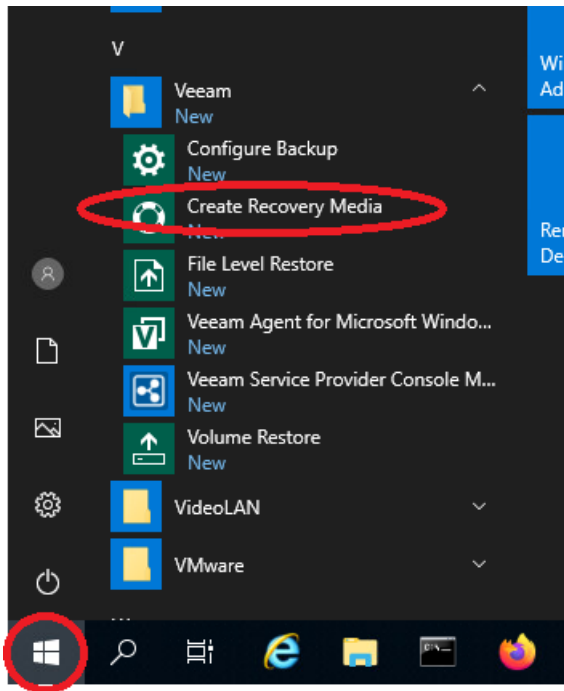 V
Veeam
New
Configure Backup
New
Create Recovery Media
New
File Level Restore
New
Veeam Agent for Microsoft Windo...
New
Veeam Service Provider Console M...
New
Volume Restore
New
VideoLAN
VMware
Wi
Ad
Rer
De